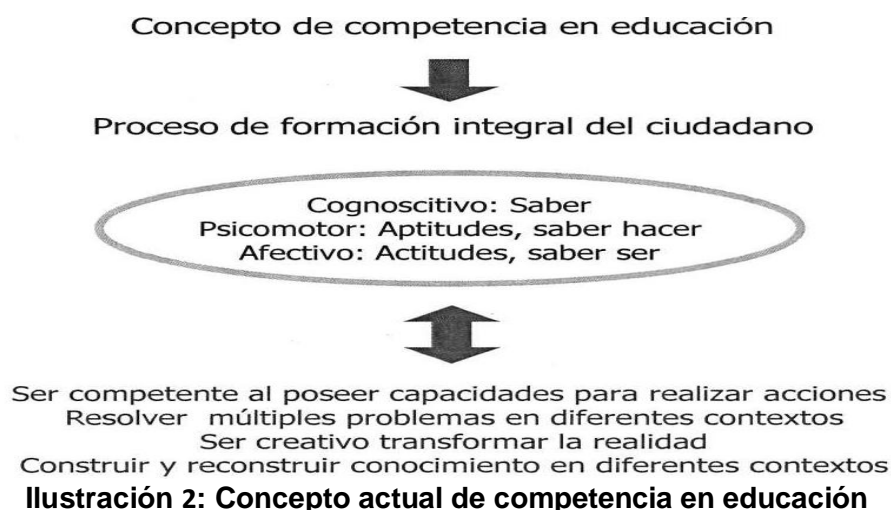 Concepto de competencia en educación
Proceso de formación integral del ciudadano
Cognoscitivo: Saber
Psicomotor: Aptitudes, saber hacer
Afectivo: Actitudes, saber ser
Ser competente al poseer capacidades para realizar acciones
Resolver múltiples problemas en diferentes contextos
Ser creativo transformar la realidad
Construir y reconstruir conocimiento en diferentes contextos
Ilustración 2: Concepto actual de competencia en educación